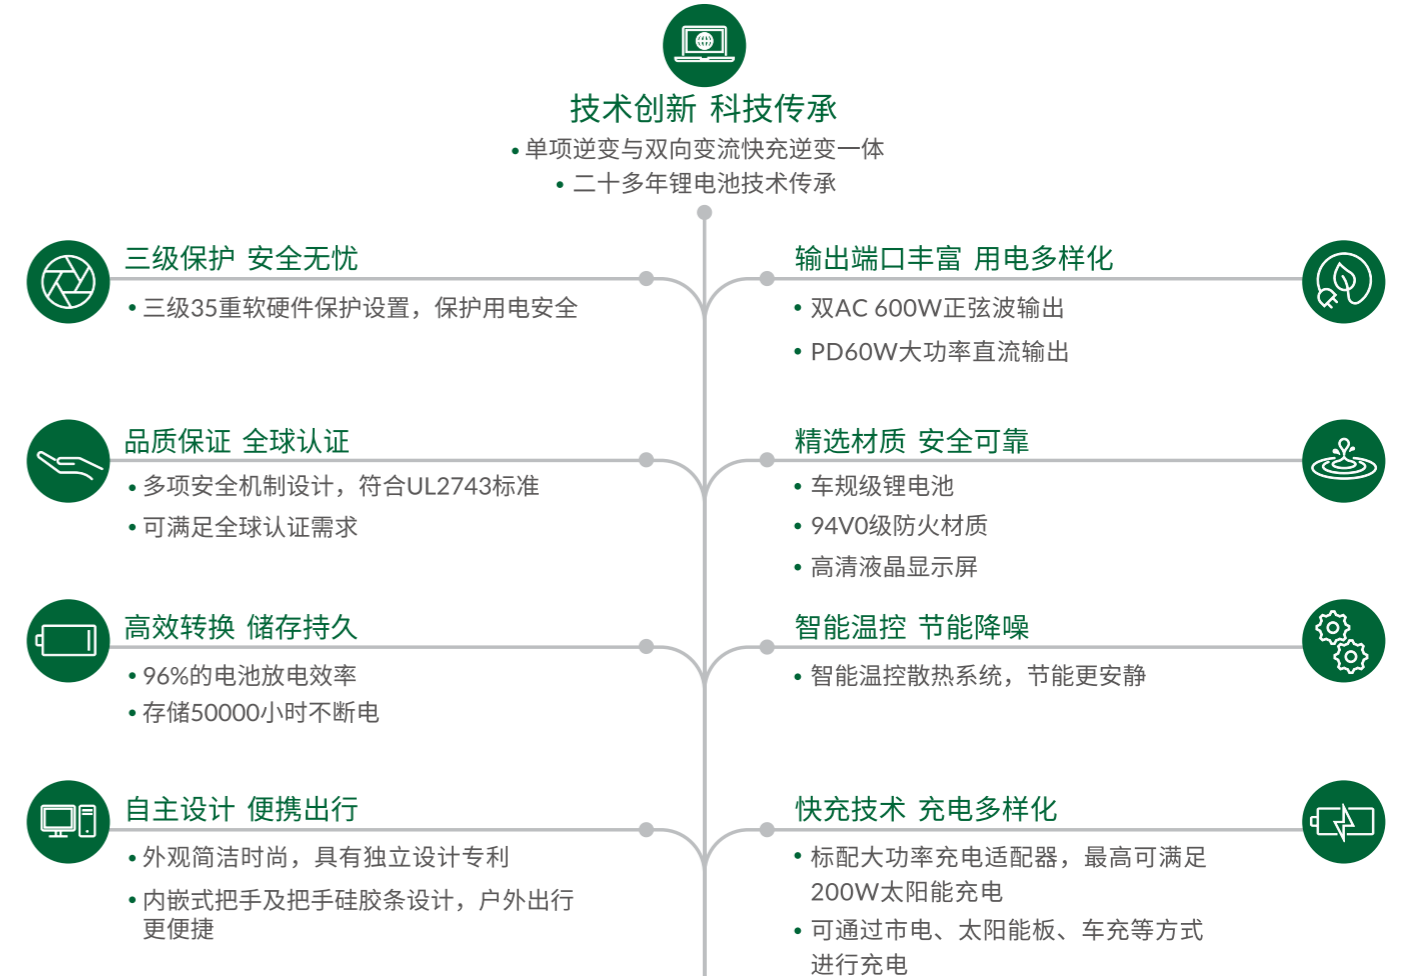 技术创新 科技传承
• 单项逆变与双向变流快充逆变一体
• 二十多年锂电池技术传承
三级保护 安全无忧
• 三级35重软硬件保护设置，保护用电安全
输出端口丰富 用电多样化
• 双AC 600W正弦波输出
• PD60W大功率直流输出
品质保证 全球认证
• 多项安全机制设计，符合UL2743标准
• 可满足全球认证需求
精选材质 安全可靠
• 车规级锂电池
• 94V0级防火材质
• 高清液晶显示屏
高效转换 储存持久
• 96%的电池放电效率
• 存储50000小时不断电
智能温控 节能降噪
• 智能温控散热系统，节能更安静
自主设计 便携出行
• 外观简洁时尚，具有独立设计专利
• 内嵌式把手及把手硅胶条设计，户外出行
更便捷
快充技术 充电多样化
• 标配大功率充电适配器，最高可满足
200W太阳能充电
• 可通过市电、太阳能板、车充等方式
进行充电